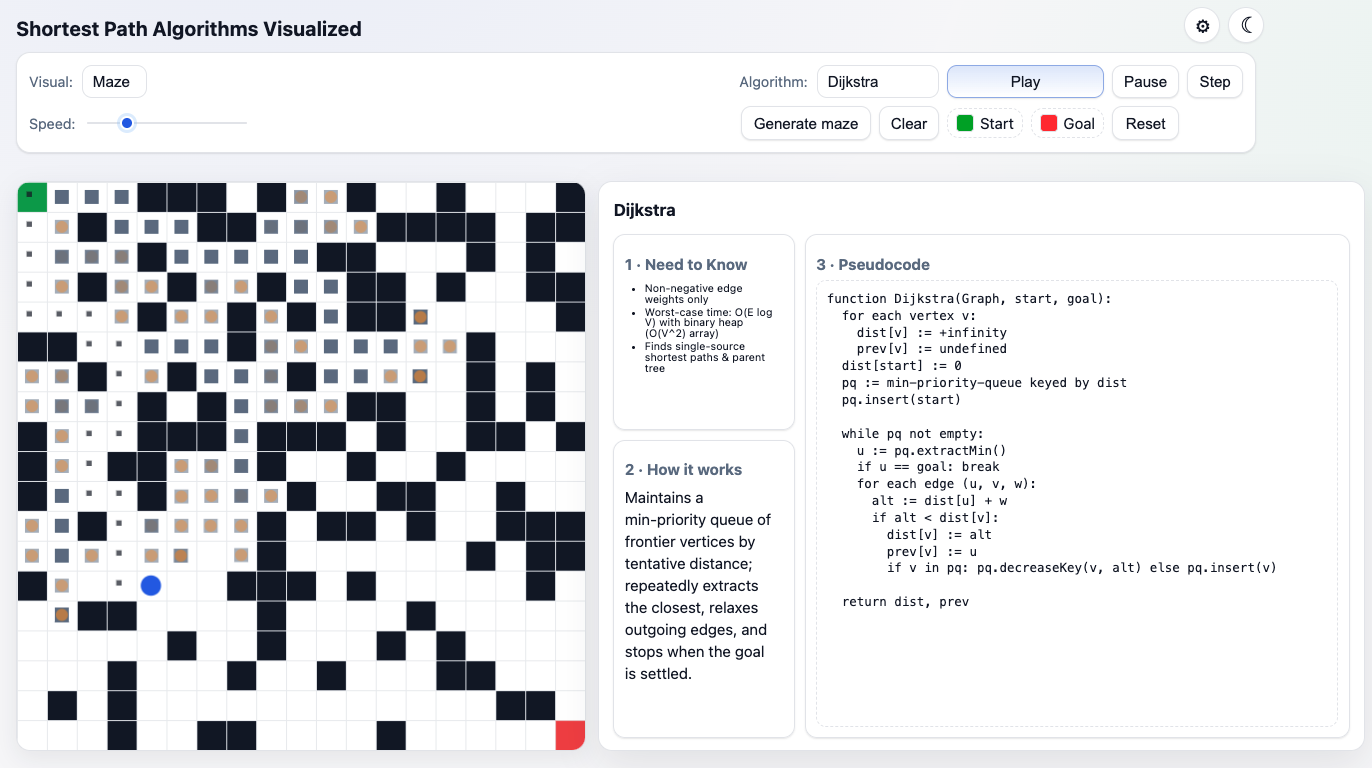 Shortest Path Algorithms Visualized
Visual: Maze
Algorithm: Dijkstra Play Pause Step
Speed:
Generate maze Clear Start Goal Reset
Dijkstra
1 · Need to Know
Non-negative edge
weights only
Worst-case time: O(E log
V) with binary heap
(O(V^2) array)
Finds single-source
shortest paths & parent
tree
2 · How it works
Maintains a
min-priority queue of
frontier vertices by
tentative distance;
repeatedly extracts
the closest, relaxes
outgoing edges, and
stops when the goal
is settled.
3 · Pseudocode
function Dijkstra(Graph, start, goal):
  for each vertex v:
    dist[v] := +infinity
    prev[v] := undefined
  dist[start] := 0
  pq := min-priority-queue keyed by dist
  pq.insert(start)
  while pq not empty:
    u := pq.extractMin()
    if u == goal: break
    for each edge (u, v, w):
      alt := dist[u] + w
      if alt < dist[v]:
        dist[v] := alt
        prev[v] := u
        if v in pq: pq.decreaseKey(v, alt) else pq.insert(v)
  return dist, prev